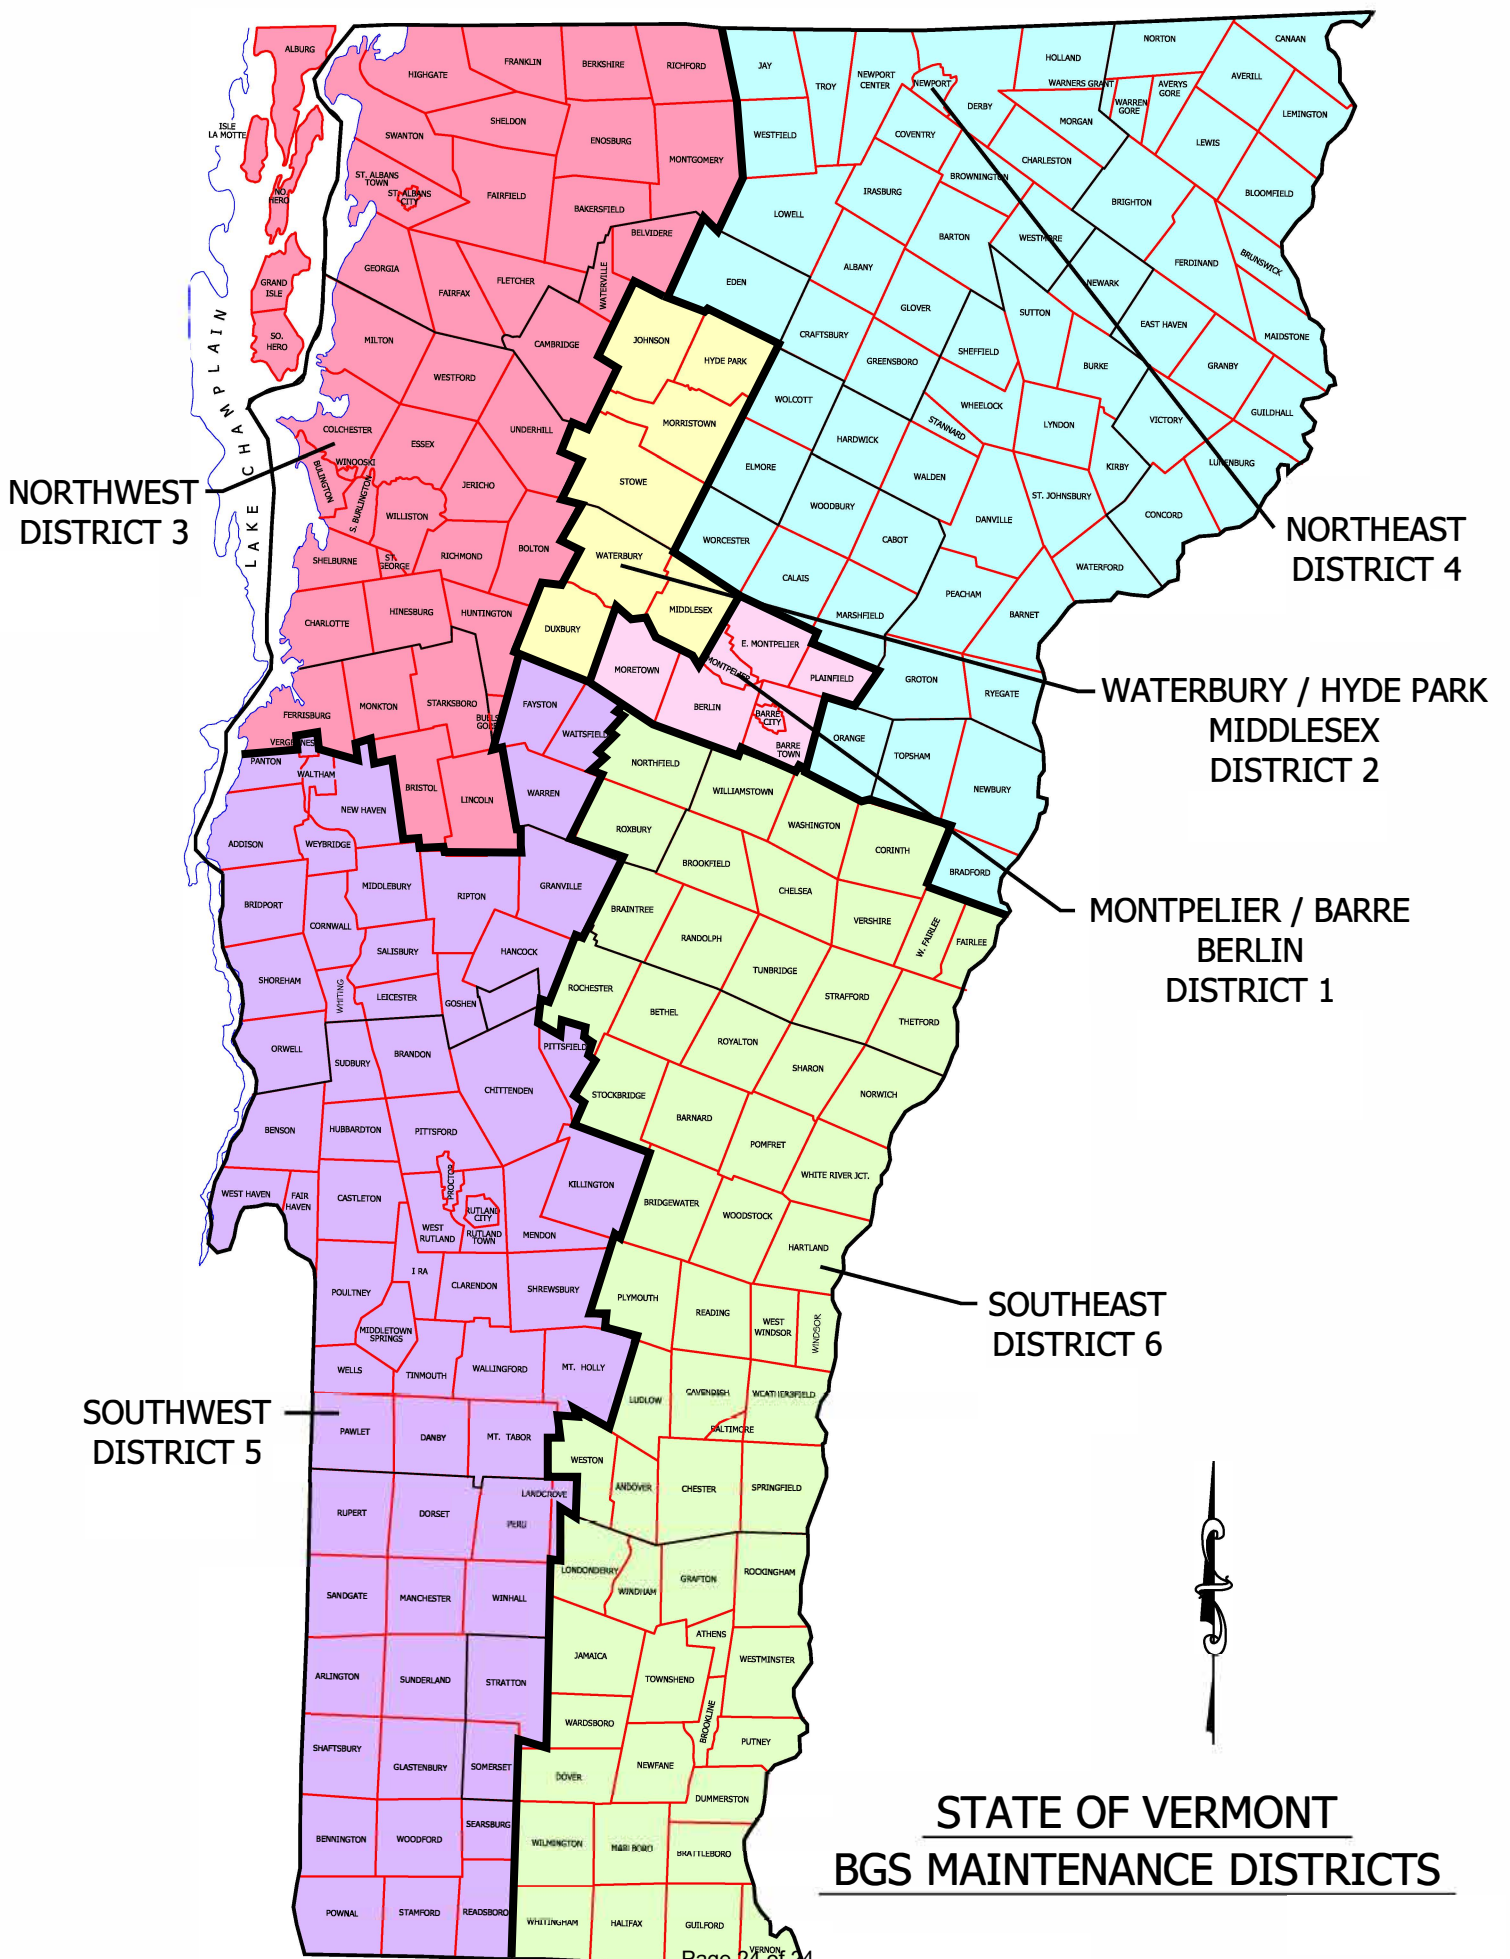 ALBURG
HIGHGATE
FRANKLIN
BERKSHIRE
RICHFORD
JAY
TROY
NEWPORT
CENTER
NEWPORT
DERBY
HOLLAND
NORTON
CANAAN
WARNERS GRANT
WARREN
GORE
AVERYS
GORE
AVERILL
LEMINGTON
ISLE
LA MOTTE
SWANTON
SHELDON
ENOSBURG
MONTGOMERY
WESTFIELD
COVENTRY
MORGAN
LEWIS
ST. ALBANS
TOWN
ST. ALBANS
CITY
FAIRFIELD
BAKERSFIELD
BROWNINGTON
CHARLESTON
NO.
HERO
IRASBURG
BRIGHTON
BLOOMFIELD
LOWELL
BELVIDERE
BARTON
WESTMORE
GEORGIA
FAIRFAX
FLETCHER
WATERVILLE
EDEN
ALBANY
NEWARK
FERDINAND
BRUNSWICK
GRAND
ISLE
SO.
HERO
MILTON
CAMBRIDGE
JOHNSON
HYDE PARK
CRAFTSBURY
GLOVER
SUTTON
EAST HAVEN
MAIDSTONE
WESTFORD
GREENSBORO
SHEFFIELD
BURKE
GRANBY
LAKE CHAMPLAIN
WOLCOTT
WHEELOCK
GUILDHALL
COLCHESTER
ESSEX
UNDERHILL
MORRISTOWN
HARDWICK
STANNARD
LYNDON
VICTORY
WINOOSKI
BULINGTON
S. BURLINGTON
JERICHO
STOWE
ELMORE
WALDEN
KIRBY
LUNENBURG
NORTHWEST
DISTRICT 3
WILLISTON
WOODBURY
ST. JOHNSBURY
DANVILLE
CONCORD
NORTHEAST
DISTRICT 4
SHELBURNE
ST.
GEORGE
RICHMOND
BOLTON
WATERBURY
WORCESTER
CABOT
WATERFORD
CALAIS
PEACHAM
CHARLOTTE
HINESBURG
HUNTINGTON
DUXBURY
MIDDLESEX
MARSHFIELD
BARNET
E. MONTPELIER
MORETOWN
MONTPELIER
PLAINFIELD
GROTON
RYEGATE
WATERBURY / HYDE PARK
MIDDLESEX
DISTRICT 2
FERRISBURG
MONKTON
STARKSBORO
BULLS
GORE
FAYSTON
WAITSFIELD
BERLIN
BARRE
CITY
BARRE
TOWN
ORANGE
TOPSHAM
NEWBURY
VERGENNES
PANTON
WALTHAM
NEW HAVEN
BRISTOL
LINCOLN
WARREN
NORTHFIELD
WILLIAMSTOWN
WASHINGTON
ADDISON
WEYBRIDGE
ROXBURY
BROOKFIELD
CORINTH
BRADFORD
BRIDPORT
MIDDLEBURY
RIPTON
GRANVILLE
CHELSEA
CORNWALL
BRAINTREE
VERSHIRE
W. FAIRLEE
FAIRLEE
MONTPELIER / BARRE
BERLIN
DISTRICT 1
SALISBURY
HANCOCK
RANDOLPH
TUNBRIDGE
SHOREHAM
WHITING
LEICESTER
GOSHEN
ROCHESTER
BETHEL
STRAFFORD
THETFORD
ORWELL
SUDBURY
BRANDON
PITTSFIELD
ROYALTON
SHARON
CHITTENDEN
STOCKBRIDGE
NORWICH
BENSON
HUBBARDTON
PITTSFORD
BARNARD
POMFRET
WHITE RIVER JCT.
WEST HAVEN
FAIR
HAVEN
CASTLETON
PROCTOR
RUTLAND
CITY
WEST
RUTLAND
RUTLAND
TOWN
MENDON
KILLINGTON
BRIDGEWATER
WOODSTOCK
HARTLAND
I RA
CLARENDON
SHREWSBURY
POULTNEY
PLYMOUTH
READING
WEST
WINDSOR
WINDSOR
SOUTHEAST
DISTRICT 6
MIDDLETOWN
SPRINGS
WELLS
TINMOUTH
WALLINGFORD
MT. HOLLY
LUDLOW
CAVENDISH
WEATHERSFIELD
BALTIMORE
SOUTHWEST
DISTRICT 5
PAWLET
DANBY
MT. TABOR
WESTON
ANDOVER
CHESTER
SPRINGFIELD
RUPERT
DORSET
LANDGROVE
PERU
LONDONDERRY
WINDHAM
GRAFTON
ROCKINGHAM
SANDGATE
MANCHESTER
WINHALL
ATHENS
JAMAICA
TOWNSHEND
WESTMINSTER
ARLINGTON
SUNDERLAND
STRATTON
WARDSBORO
BROOKLINE
PUTNEY
SHAFTSBURY
GLASTENBURY
SOMERSET
DOVER
NEWFANE
DUMMERSTON
BENNINGTON
WOODFORD
SEARSBURG
WILMINGTON
MARLBORO
BRATTLEBORO
POWNAL
STAMFORD
READSBORO
WHITINGHAM
HALIFAX
GUILFORD
VERNON
STATE OF VERMONT
BGS MAINTENANCE DISTRICTS
Page 24 of 24